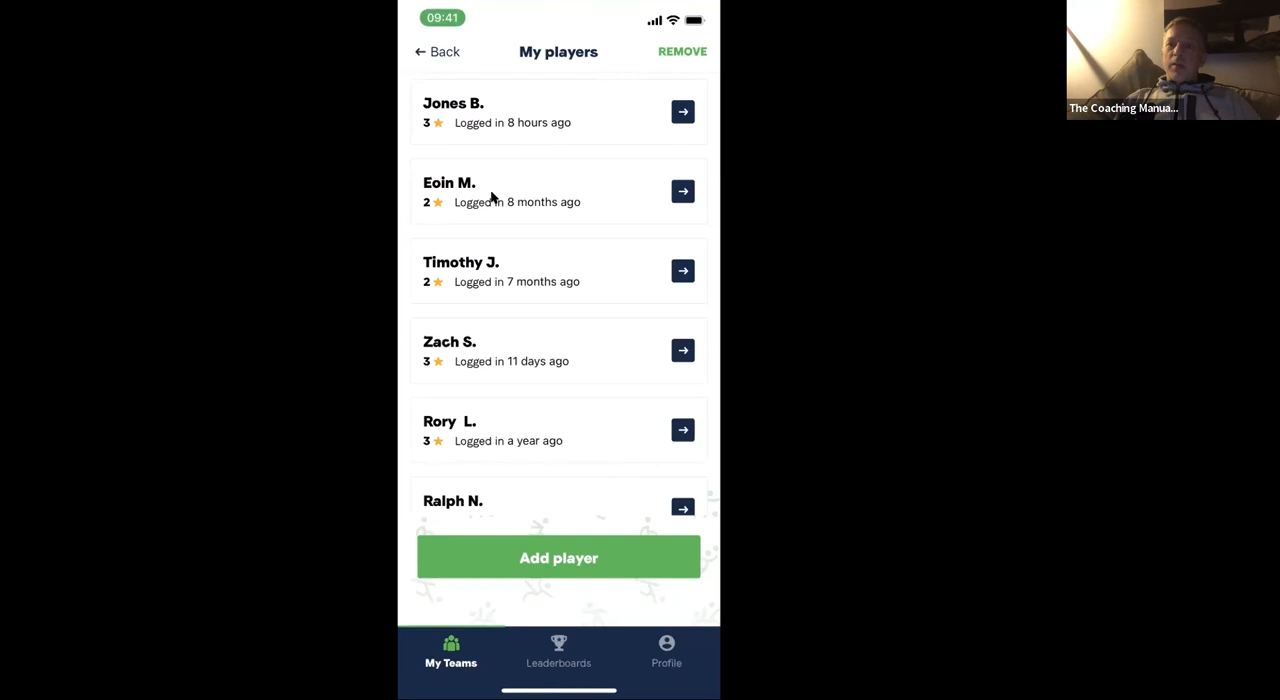 09:41
← Back
My players
REMOVE
Jones B.
3 ★ Logged in 8 hours ago
Eoin M.
2 ★ Logged in 8 months ago
Timothy J.
2 ★ Logged in 7 months ago
Zach S.
3 ★ Logged in 11 days ago
Rory L.
3 ★ Logged in a year ago
Ralph N.
Add player
My Teams
Leaderboards
Profile
The Coaching Manua...